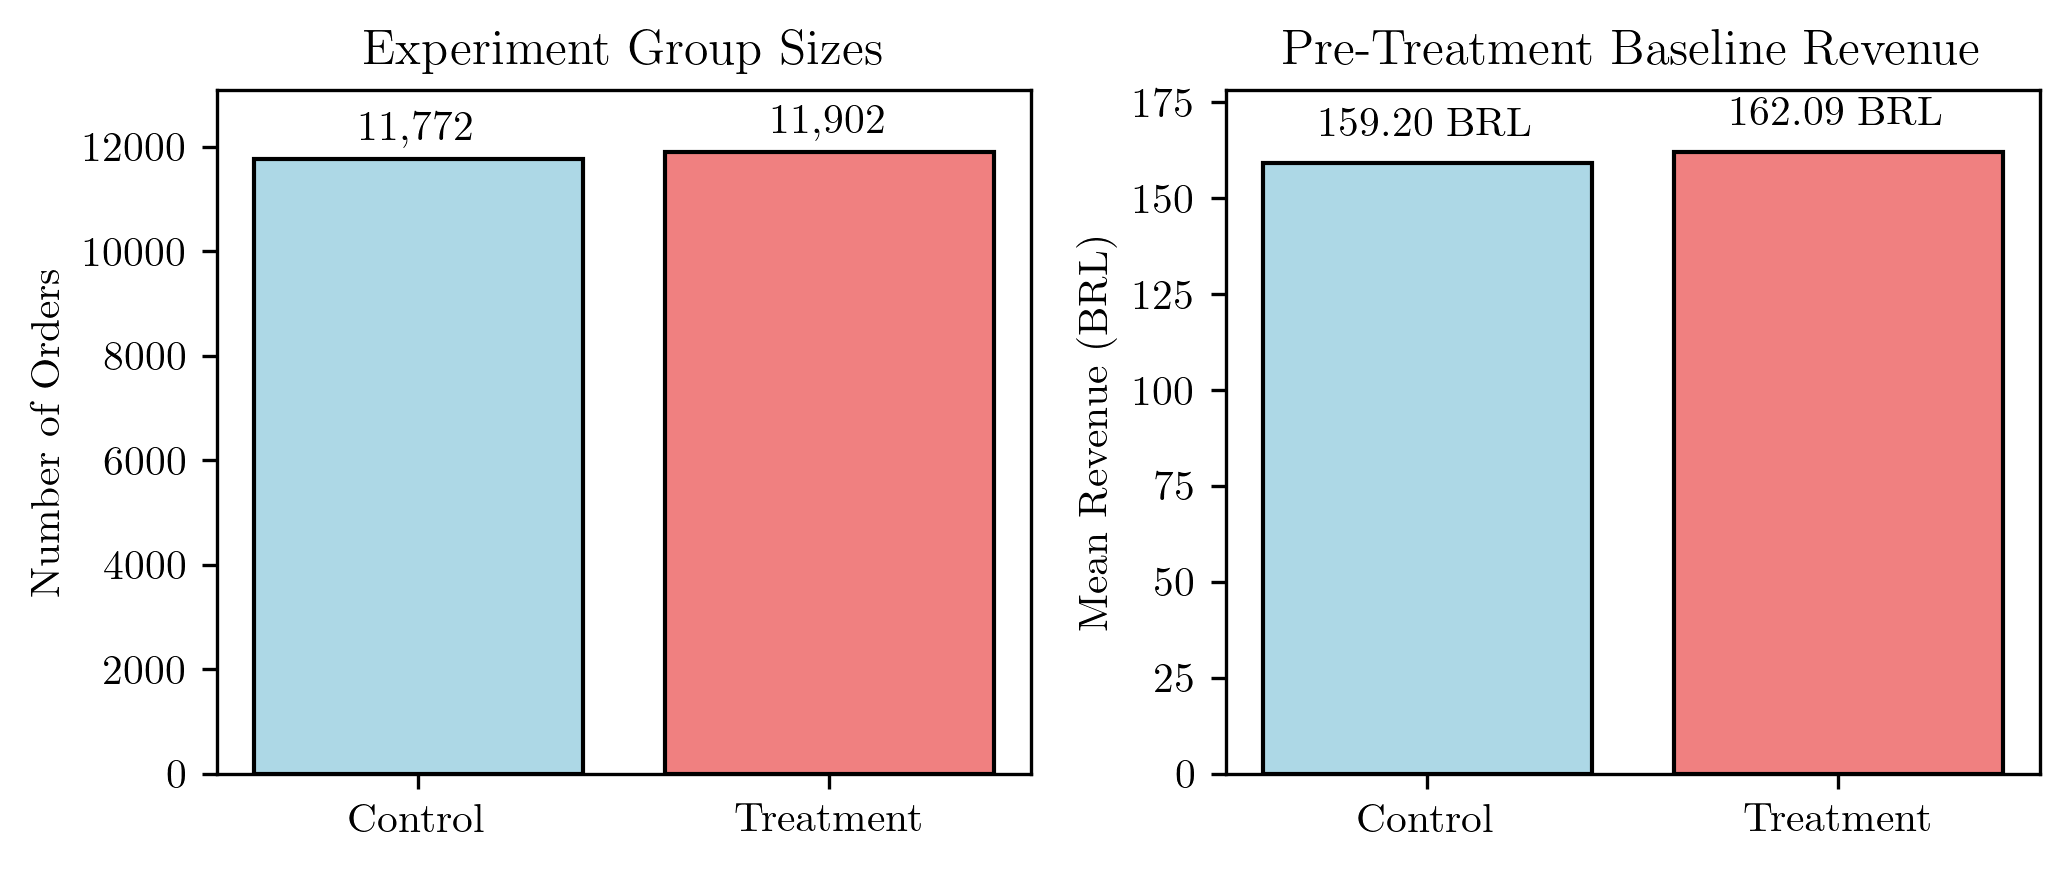 Experiment Group Sizes
Number of Orders
12000
10000
8000
6000
4000
2000
0
11,772
11,902
Control
Treatment
Pre-Treatment Baseline Revenue
Mean Revenue (BRL)
175
150
125
100
75
50
25
0
159.20 BRL
162.09 BRL
Control
Treatment